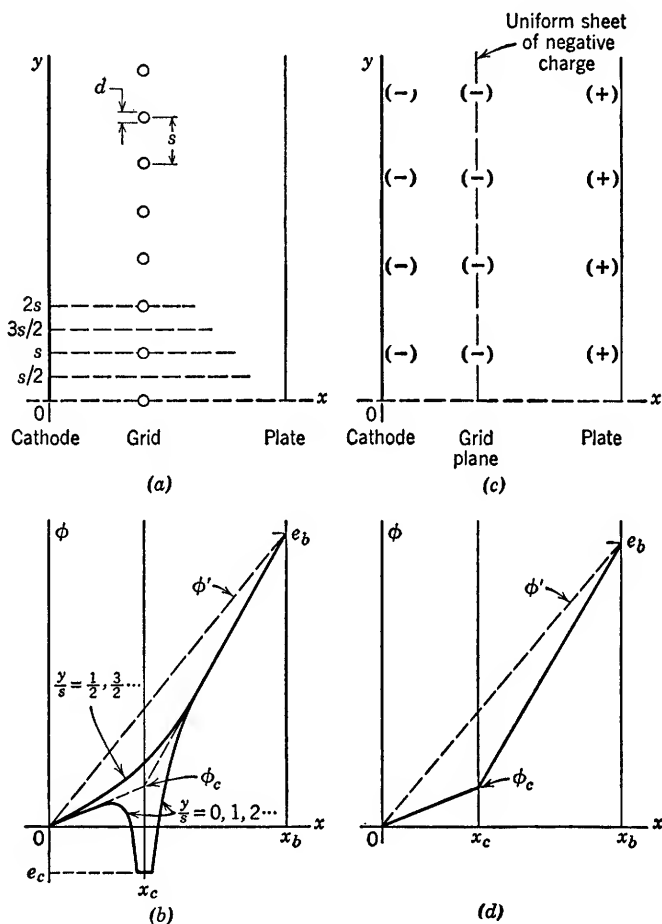 y
d
s
2s
3s/2
s
s/2
0
x
Cathode
Grid
Plate
(a)
Uniform sheet
of negative
charge
y
(-) (-) (+)
(-) (-) (+)
(-) (-) (+)
(-) (-) (+)
0
x
Cathode
Grid
plane
Plate
(c)
ϕ
e_b
ϕ'
y/s = 1/2, 3/2 ...
ϕ_c
y/s = 0, 1, 2 ...
0
x
e_c
x_c
x_b
(b)
ϕ
e_b
ϕ'
ϕ_c
0
x
x_c
x_b
(d)